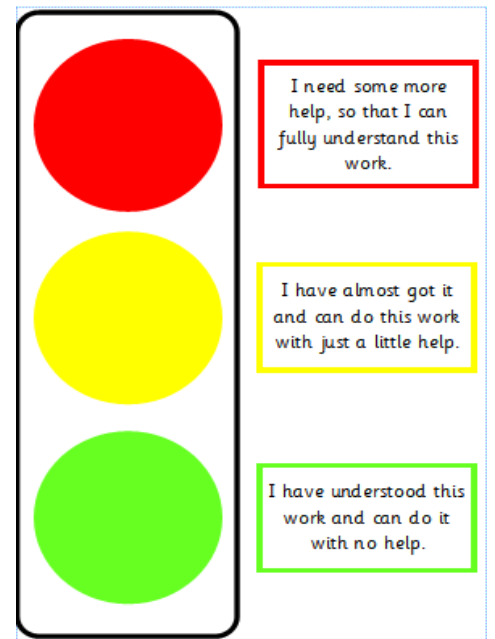 I need some more
help, so that I can
fully understand this
work.
I have almost got it
and can do this work
with just a little help.
I have understood this
work and can do it
with no help.